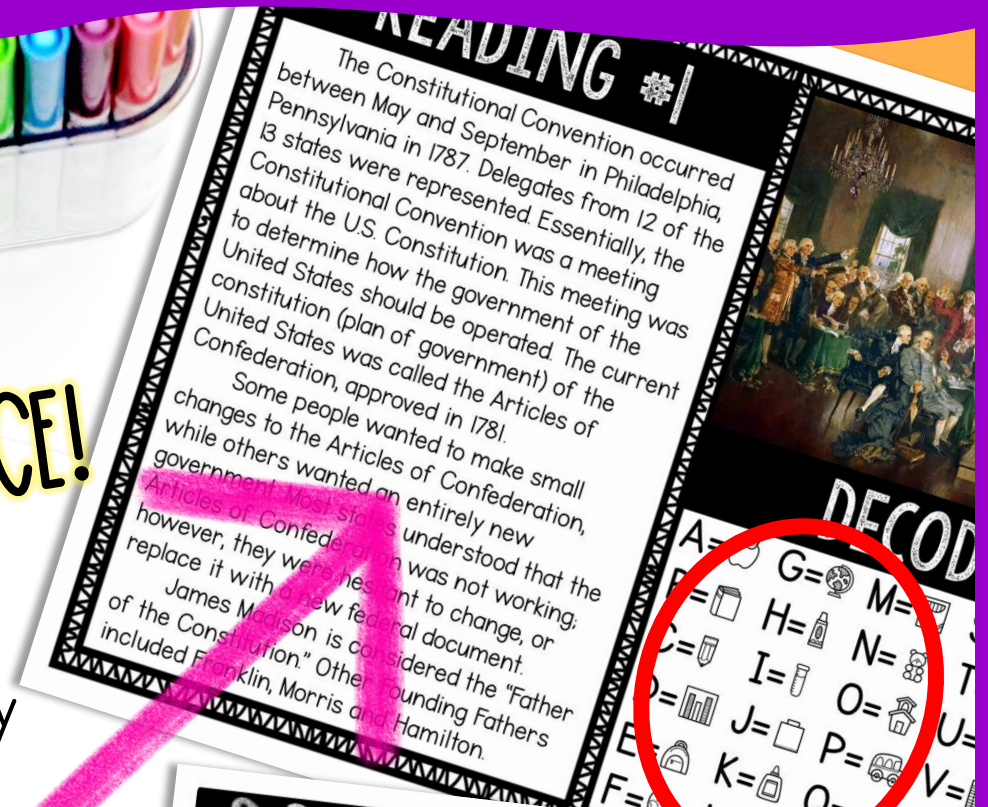 READING #1
The Constitutional Convention occurred
between May and September in Philadelphia,
Pennsylvania in 1787. Delegates from 12 of the
13 states were represented. Essentially, the
Constitutional Convention was a meeting
about the U.S. Constitution. This meeting was
to determine how the government of the
United States should be operated. The current
constitution (plan of government) of the
United States was called the Articles of
Confederation, approved in 1781.
Some people wanted to make small
changes to the Articles of Confederation,
while others wanted an entirely new
government. Most states understood that the
Articles of Confederation was not working;
however, they were hesitant to change, or
replace it with a new federal document.
James Madison is considered the "Father
of the Constitution." Other Founding Fathers
included Franklin, Morris and Hamilton.
CE!
DECOD
A= G= M=
B= H= N=
C= I= O=
D= J= P=
E= K=
F=
T
U=
V=